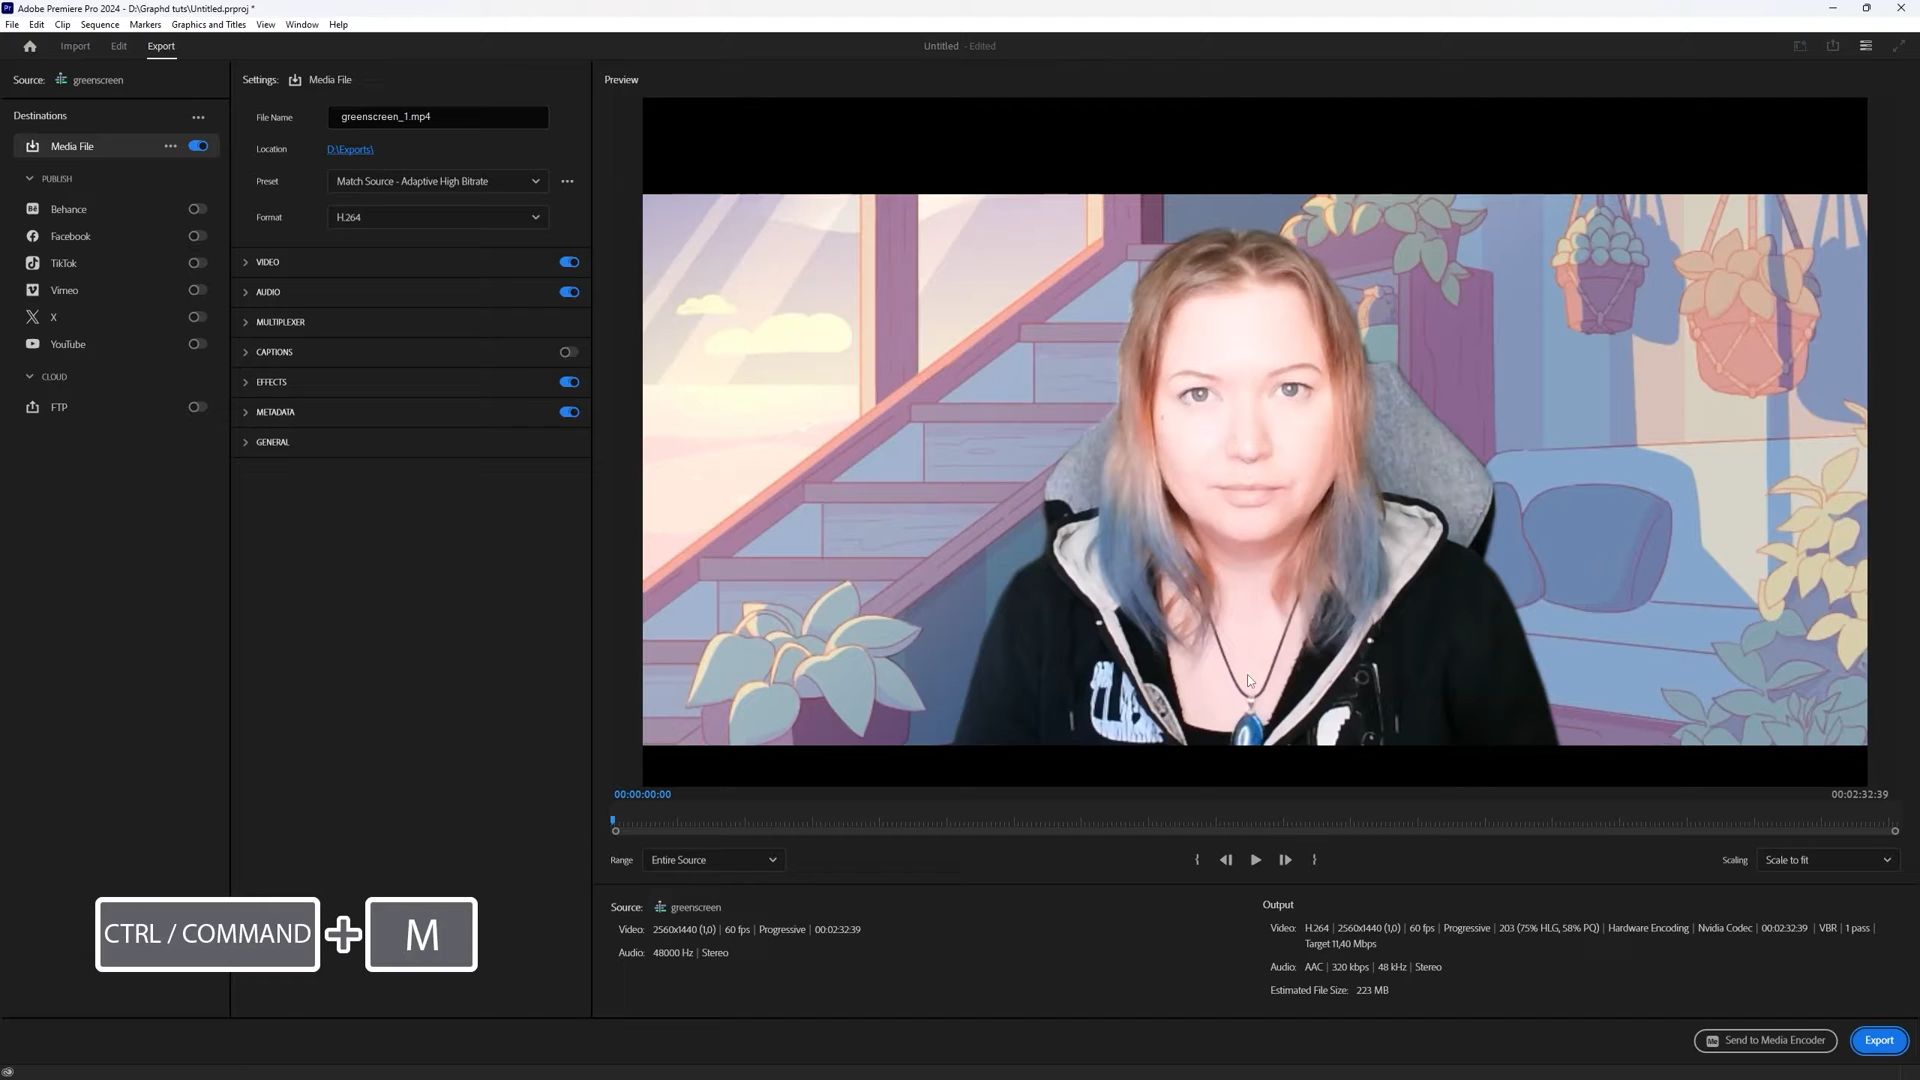 Adobe Premiere Pro 2024 - D:\Graphd tuts\Untitled.prproj *
File Edit Clip Sequence Markers Graphics and Titles View Window Help
Import Edit Export
Untitled - Edited
Source: greenscreen
Destinations
Media File
PUBLISH
Behance
Facebook
TikTok
Vimeo
X
YouTube
CLOUD
FTP
Settings: Media File
File Name greenscreen_1.mp4
Location D:\Exports\
Preset Match Source - Adaptive High Bitrate
Format H.264
VIDEO
AUDIO
MULTIPLEXER
CAPTIONS
EFFECTS
METADATA
GENERAL
Preview
00:00:00:00
00:02:32:39
Range Entire Source
Scaling Scale to fit
Source: greenscreen
Video: 2560x1440 (1,0) | 60 fps | Progressive | 00:02:32:39
Audio: 48000 Hz | Stereo
Output
Video: H.264 | 2560x1440 (1,0) | 60 fps | Progressive | 203 (75% HLG, 58% PQ) | Hardware Encoding | Nvidia Codec | 00:02:32:39 | VBR | 1 pass |
Target 11,40 Mbps
Audio: AAC | 320 kbps | 48 kHz | Stereo
Estimated File Size: 223 MB
CTRL / COMMAND + M
Send to Media Encoder
Export